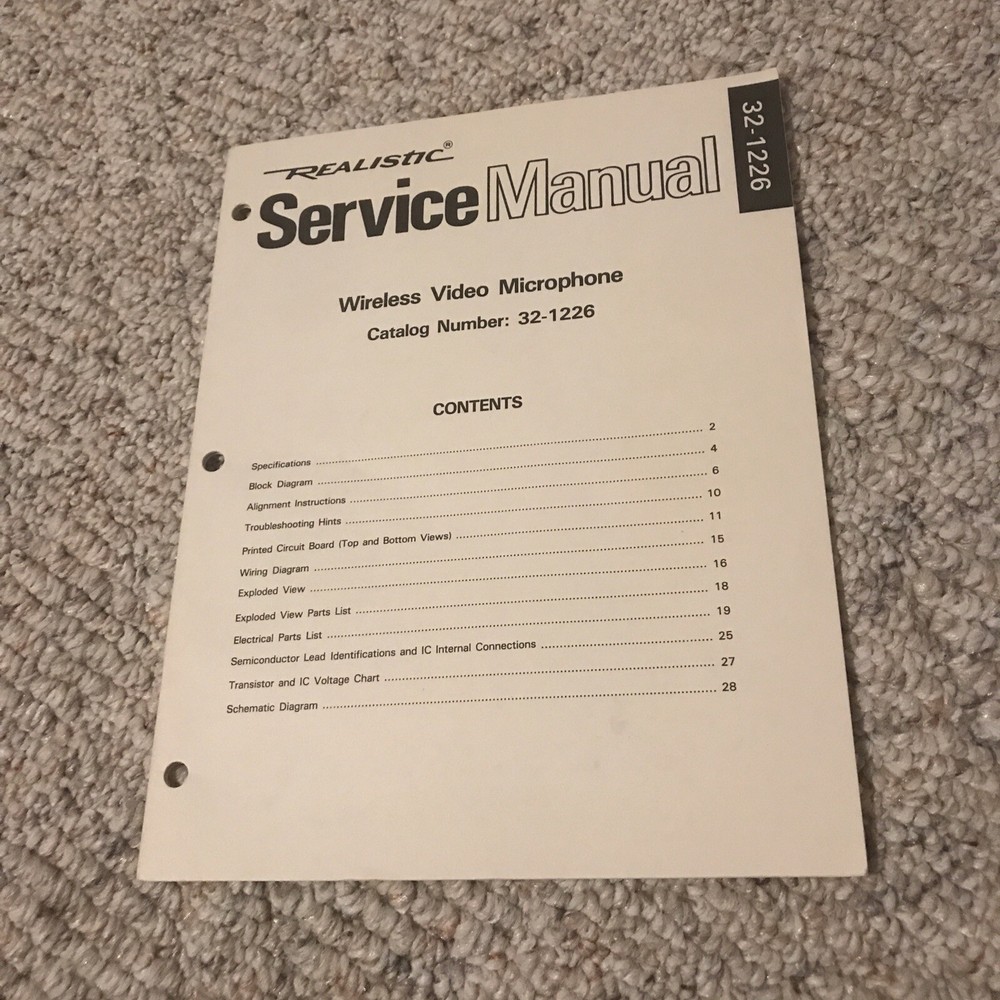 REALISTIC®
Service Manual
32-1226
Wireless Video Microphone
Catalog Number: 32-1226
CONTENTS
Specifications ........ 2
Block Diagram ........ 4
Alignment Instructions ........ 6
Troubleshooting Hints ........ 10
Printed Circuit Board (Top and Bottom Views) ........ 11
Wiring Diagram ........ 15
Exploded View ........ 16
Exploded View Parts List ........ 18
Electrical Parts List ........ 19
Semiconductor Lead Identifications and IC Internal Connections ........ 25
Transistor and IC Voltage Chart ........ 27
Schematic Diagram ........ 28